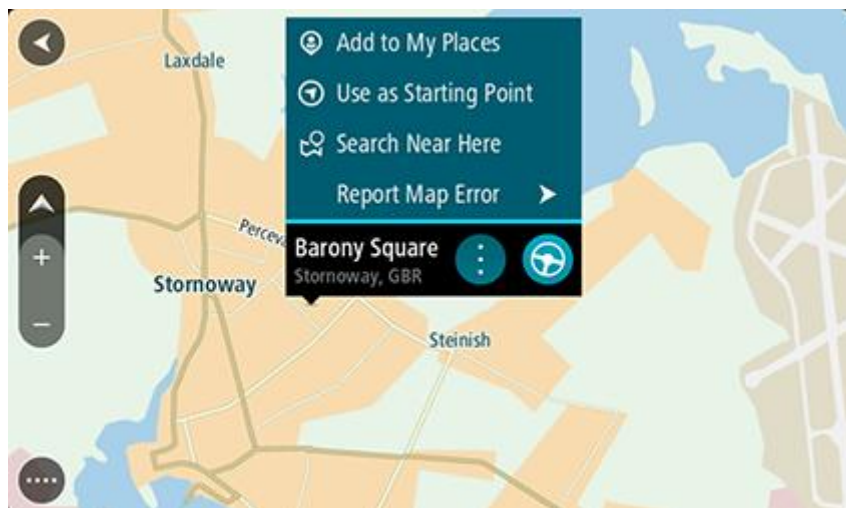 Laxdale
Add to My Places
Use as Starting Point
Search Near Here
Report Map Error
Barony Square
Stornoway, GBR
Stornoway
Steinish